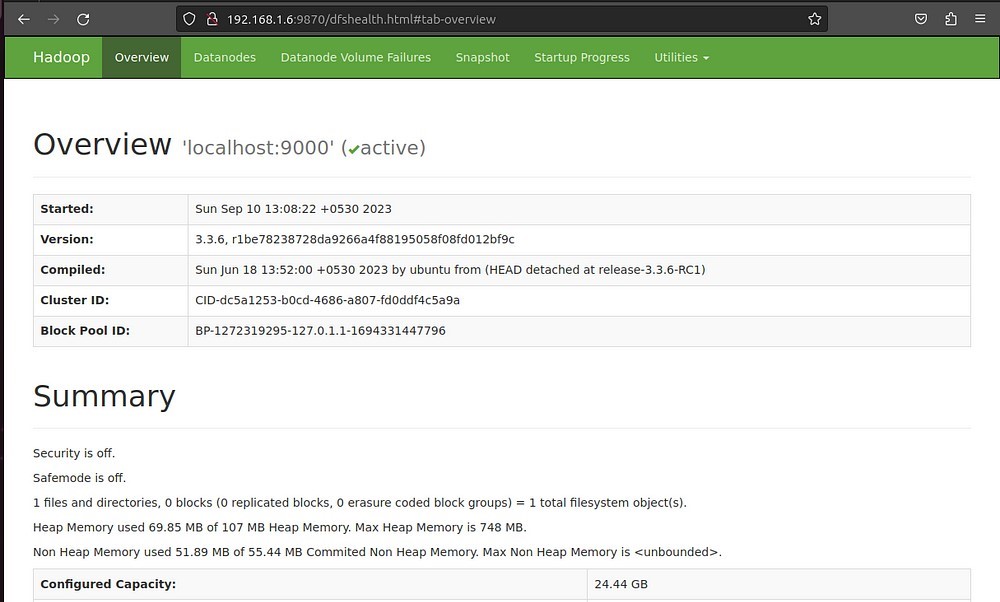 192.168.1.6:9870/dfshealth.html#tab-overview
Hadoop Overview Datanodes Datanode Volume Failures Snapshot Startup Progress Utilities
Overview 'localhost:9000' (✔active)
Started: Sun Sep 10 13:08:22 +0530 2023
Version: 3.3.6, r1be78238728da9266a4f88195058f08fd012bf9c
Compiled: Sun Jun 18 13:52:00 +0530 2023 by ubuntu from (HEAD detached at release-3.3.6-RC1)
Cluster ID: CID-dc5a1253-b0cd-4686-a807-fd0ddf4c5a9a
Block Pool ID: BP-1272319295-127.0.1.1-1694331447796
Summary
Security is off.
Safemode is off.
1 files and directories, 0 blocks (0 replicated blocks, 0 erasure coded block groups) = 1 total filesystem object(s).
Heap Memory used 69.85 MB of 107 MB Heap Memory. Max Heap Memory is 748 MB.
Non Heap Memory used 51.89 MB of 55.44 MB Commited Non Heap Memory. Max Non Heap Memory is <unbounded>.
Configured Capacity: 24.44 GB